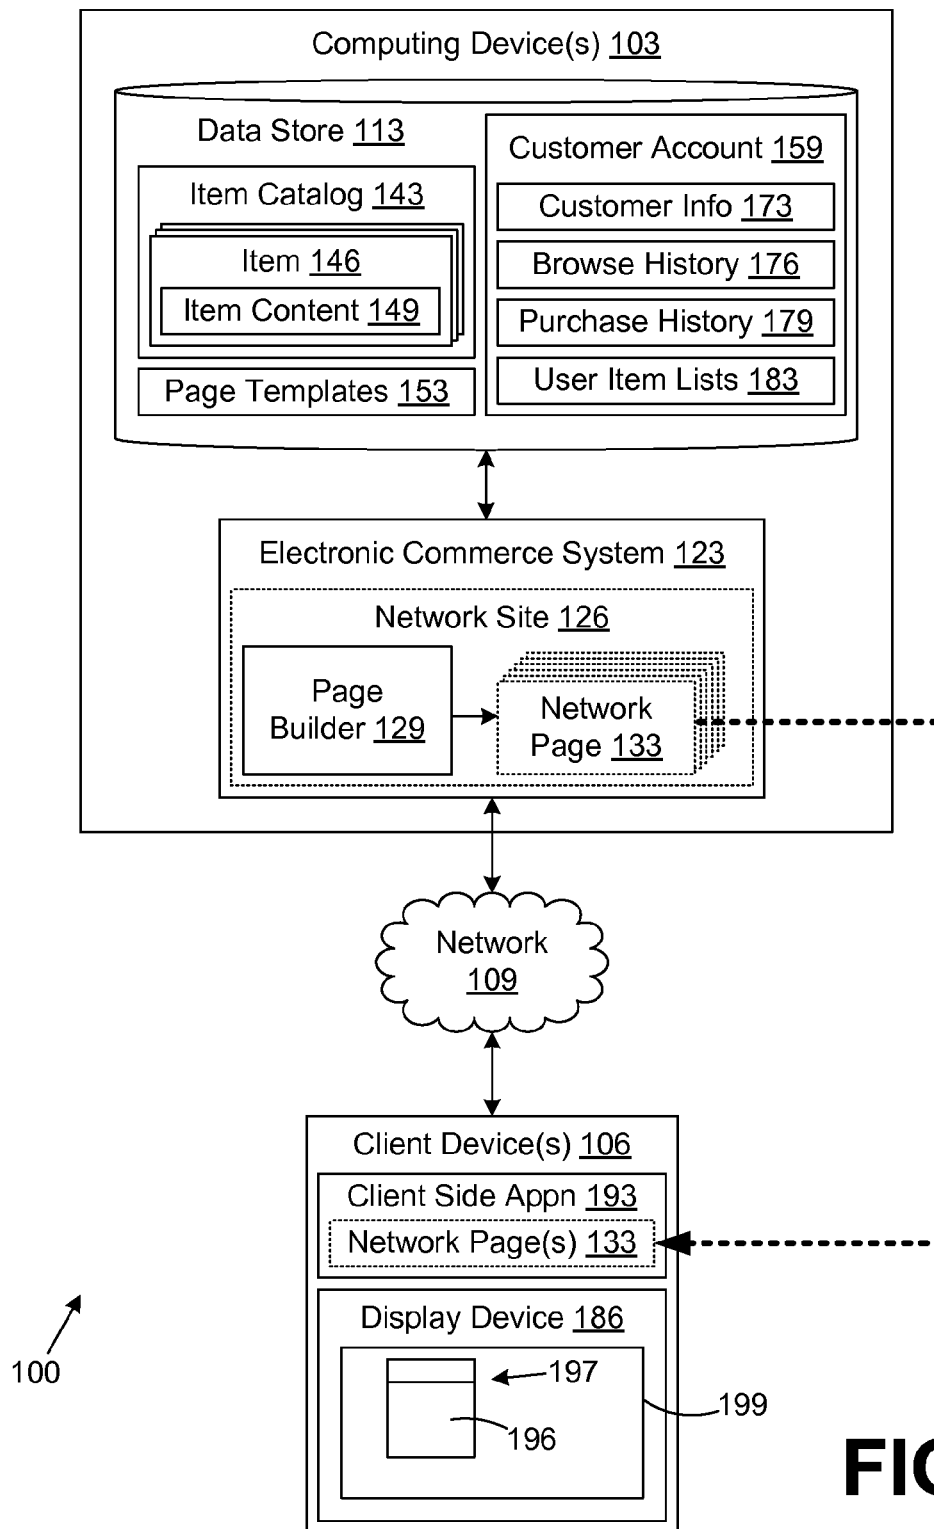 Computing Device(s) 103
Data Store 113
Item Catalog 143
Item 146
Item Content 149
Page Templates 153
Customer Account 159
Customer Info 173
Browse History 176
Purchase History 179
User Item Lists 183
Electronic Commerce System 123
Network Site 126
Page
Builder 129
Network
Page 133
Network
109
Client Device(s) 106
Client Side Appn 193
Network Page(s) 133
Display Device 186
197
196
199
100